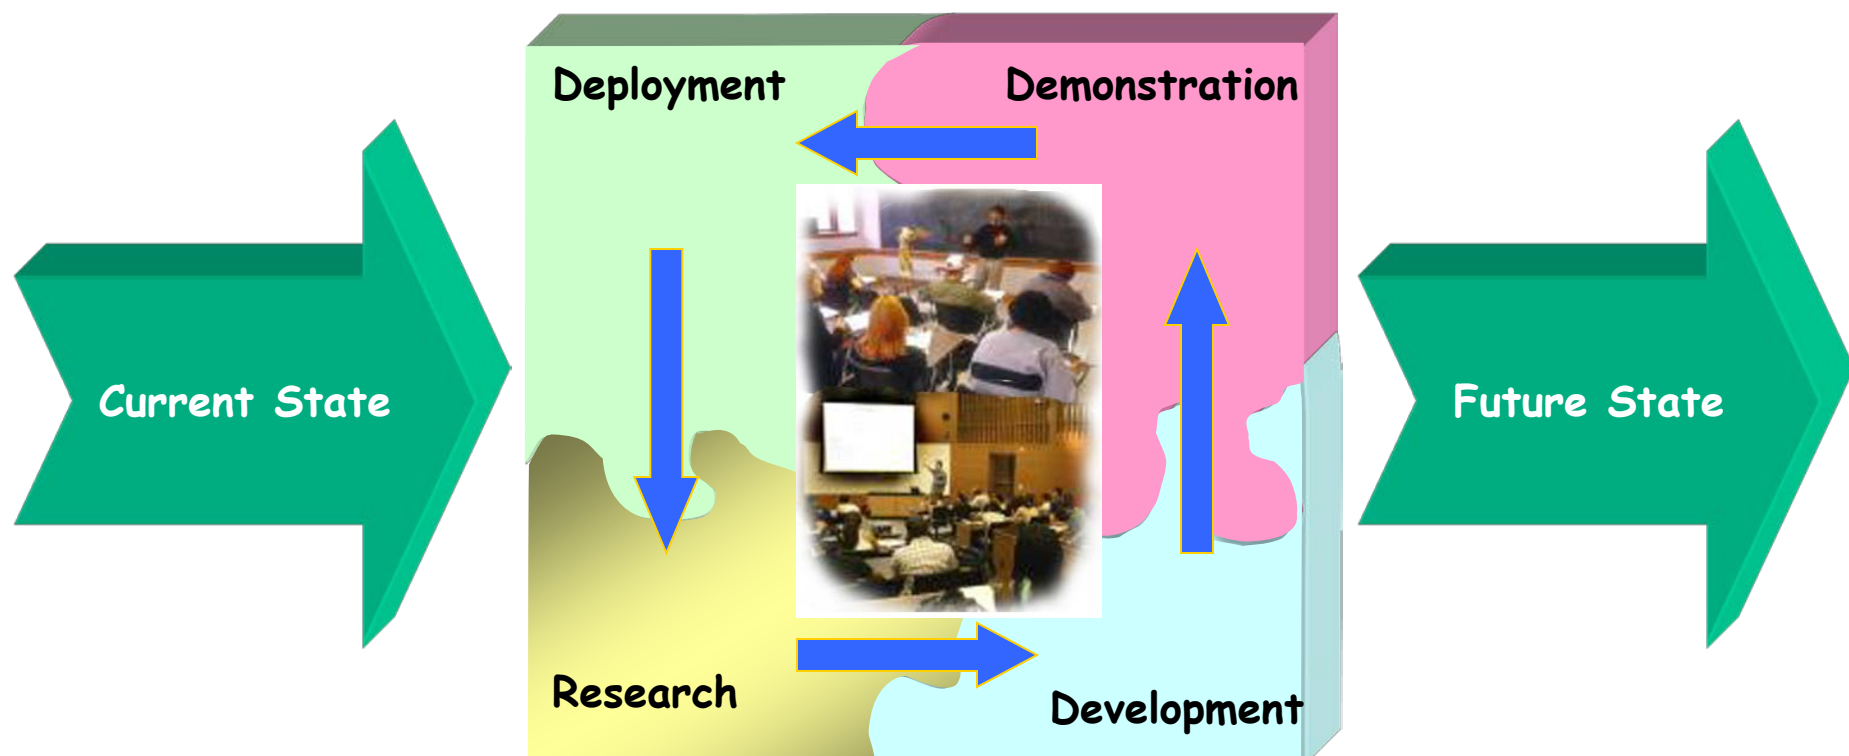 Deployment
Demonstration
Current State
Future State
Research
Development